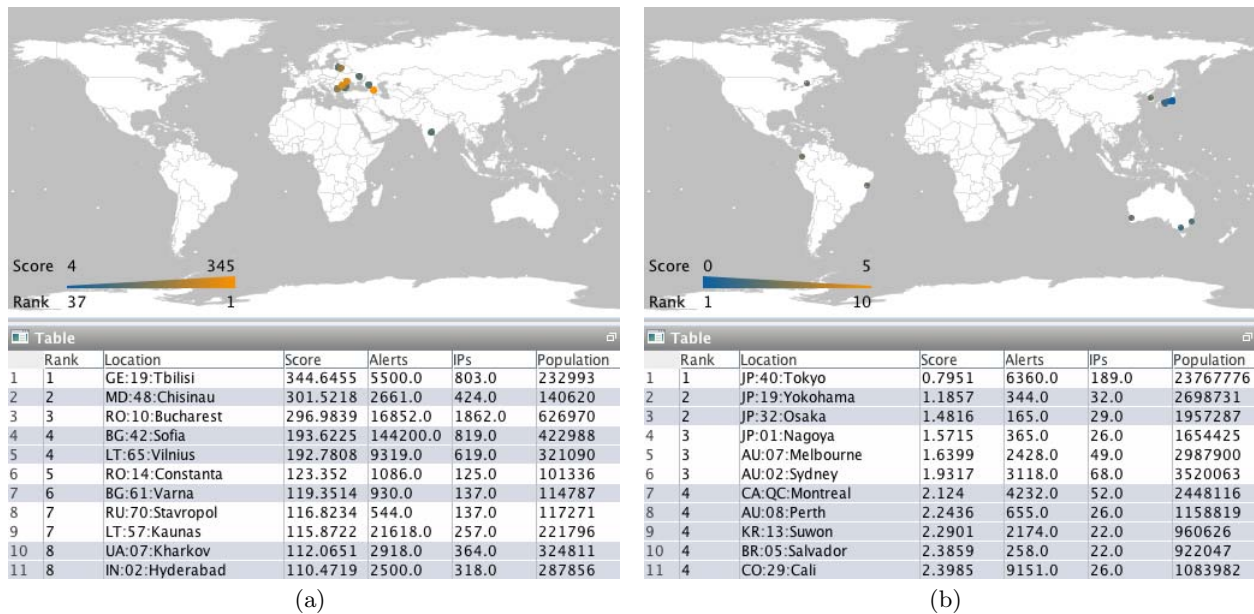 Score 4 345
Rank 37 1
Table
Rank Location Score Alerts IPs Population
1 1 GE:19:Tbilisi 344.6455 5500.0 803.0 232993
2 2 MD:48:Chisinau 301.5218 2661.0 424.0 140620
3 3 RO:10:Bucharest 296.9839 16852.0 1862.0 626970
4 4 BG:42:Sofia 193.6225 144200.0 819.0 422988
5 4 LT:65:Vilnius 192.7808 9319.0 619.0 321090
6 5 RO:14:Constanta 123.352 1086.0 125.0 101336
7 6 BG:61:Varna 119.3514 930.0 137.0 114787
8 7 RU:70:Stavropol 116.8234 544.0 137.0 117271
9 7 LT:57:Kaunas 115.8722 21618.0 257.0 221796
10 8 UA:07:Kharkov 112.0651 2918.0 364.0 324811
11 8 IN:02:Hyderabad 110.4719 2500.0 318.0 287856
(a)
Score 0 5
Rank 1 10
Table
Rank Location Score Alerts IPs Population
1 1 JP:40:Tokyo 0.7951 6360.0 189.0 23767776
2 2 JP:19:Yokohama 1.1857 344.0 32.0 2698731
3 2 JP:32:Osaka 1.4816 165.0 29.0 1957287
4 3 JP:01:Nagoya 1.5715 365.0 26.0 1654425
5 3 AU:07:Melbourne 1.6399 2428.0 49.0 2987900
6 3 AU:02:Sydney 1.9317 3118.0 68.0 3520063
7 4 CA:QC:Montreal 2.124 4232.0 52.0 2448116
8 4 AU:08:Perth 2.2436 655.0 26.0 1158819
9 4 KR:13:Suwon 2.2901 2174.0 22.0 960626
10 4 BR:05:Salvador 2.3859 258.0 22.0 922047
11 4 CO:29:Cali 2.3985 9151.0 26.0 1083982
(b)